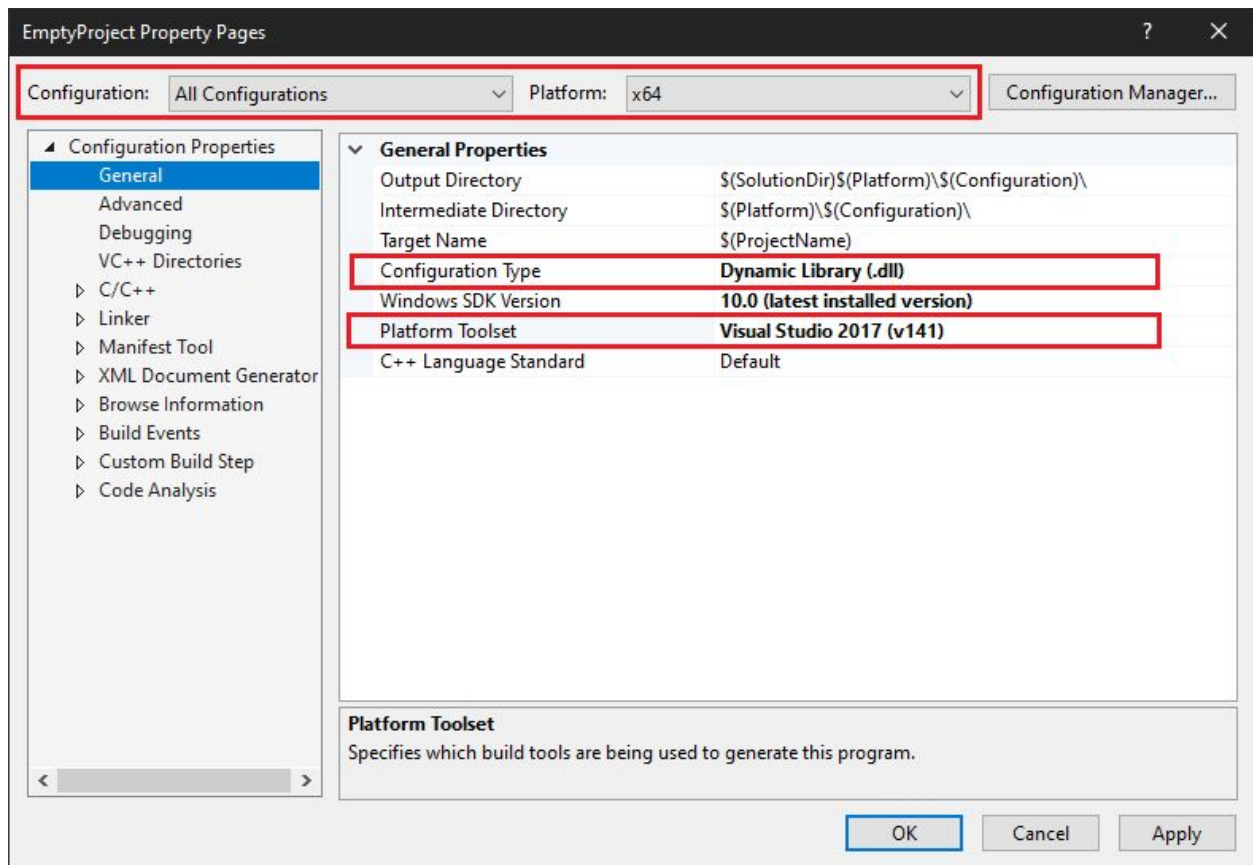 EmptyProject Property Pages ?
Configuration: All Configurations Platform: x64 Configuration Manager...
Configuration Properties
General
Advanced
Debugging
VC++ Directories
C/C++
Linker
Manifest Tool
XML Document Generator
Browse Information
Build Events
Custom Build Step
Code Analysis
General Properties
Output Directory $(SolutionDir)$(Platform)\$(Configuration)\
Intermediate Directory $(Platform)\$(Configuration)\
Target Name $(ProjectName)
Configuration Type Dynamic Library (.dll)
Windows SDK Version 10.0 (latest installed version)
Platform Toolset Visual Studio 2017 (v141)
C++ Language Standard Default
Platform Toolset
Specifies which build tools are being used to generate this program.
OK Cancel Apply